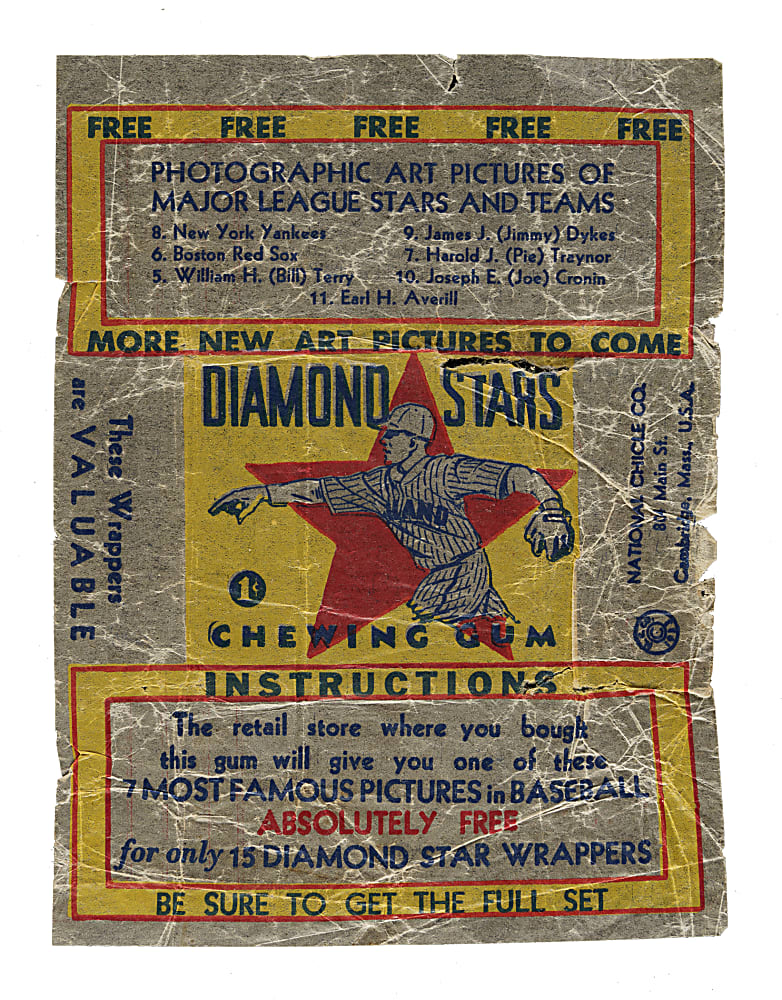 FREE FREE FREE FREE FREE
PHOTOGRAPHIC ART PICTURES OF
MAJOR LEAGUE STARS AND TEAMS
8. New York Yankees 9. James J. (Jimmy) Dykes
6. Boston Red Sox 7. Harold J. (Pie) Traynor
5. William H. (Bill) Terry 10. Joseph E. (Joe) Cronin
11. Earl H. Averill
MORE NEW ART PICTURES TO COME
These Wrappers
are VALUABLE
DIAMOND STARS
1¢
CHEWING GUM
NATIONAL CHICLE CO.
814 Main St.
Cambridge, Mass., U.S.A.
INSTRUCTIONS
The retail store where you bought
this gum will give you one of these
7 MOST FAMOUS PICTURES in BASEBALL
ABSOLUTELY FREE
for only 15 DIAMOND STAR WRAPPERS
BE SURE TO GET THE FULL SET